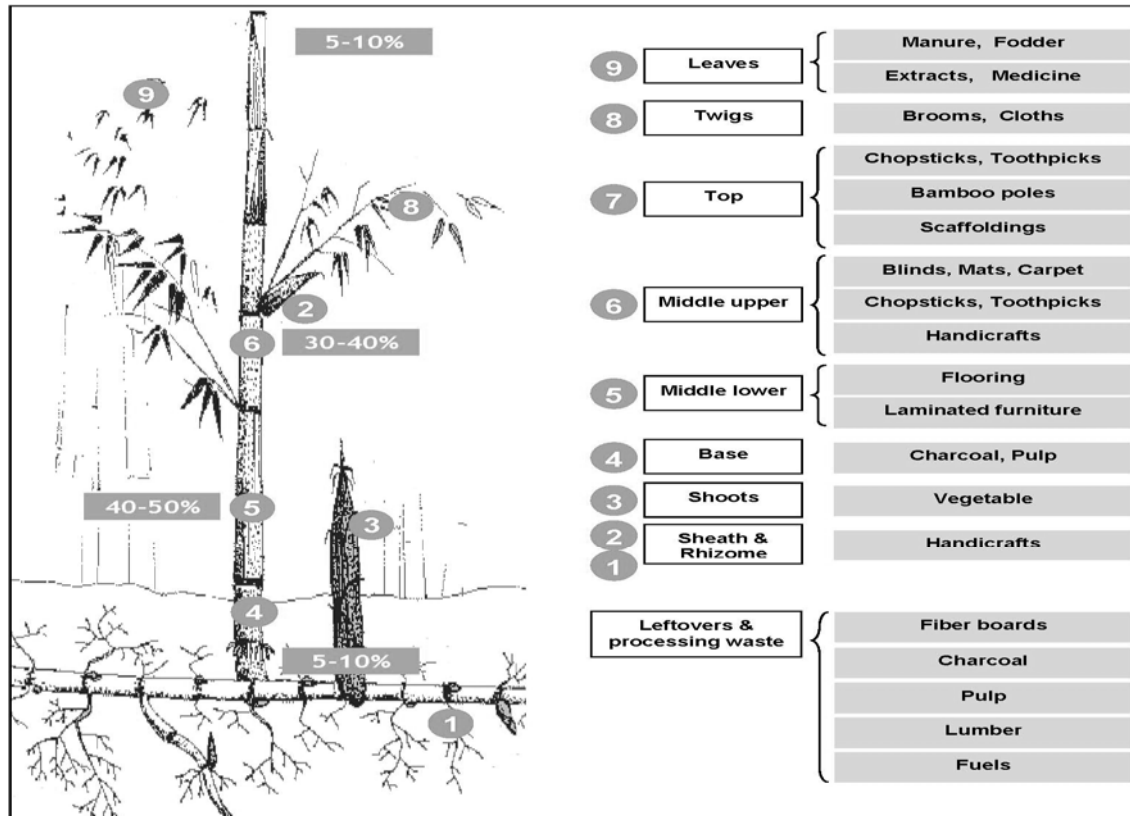 5-10%
9
8
2
6
30-40%
40-50%
5
3
4
5-10%
1
9
Leaves
Manure, Fodder
Extracts, Medicine
8
Twigs
Brooms, Cloths
7
Top
Chopsticks, Toothpicks
Bamboo poles
Scaffoldings
6
Middle upper
Blinds, Mats, Carpet
Chopsticks, Toothpicks
Handicrafts
5
Middle lower
Flooring
Laminated furniture
4
Base
Charcoal, Pulp
3
Shoots
Vegetable
2
1
Sheath &
Rhizome
Handicrafts
Leftovers &
processing waste
Fiber boards
Charcoal
Pulp
Lumber
Fuels